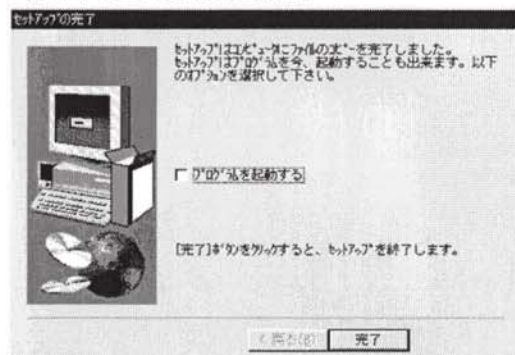 セットアップの完了
セットアップはコンピュータにファイルのコピーを完了しました。
セットアップはプログラムを今、起動することも出来ます。以下
のオプションを選択して下さい。
プログラムを起動する
[完了]ボタンをクリックすると、セットアップを終了します。
< 戻る(B)
完了